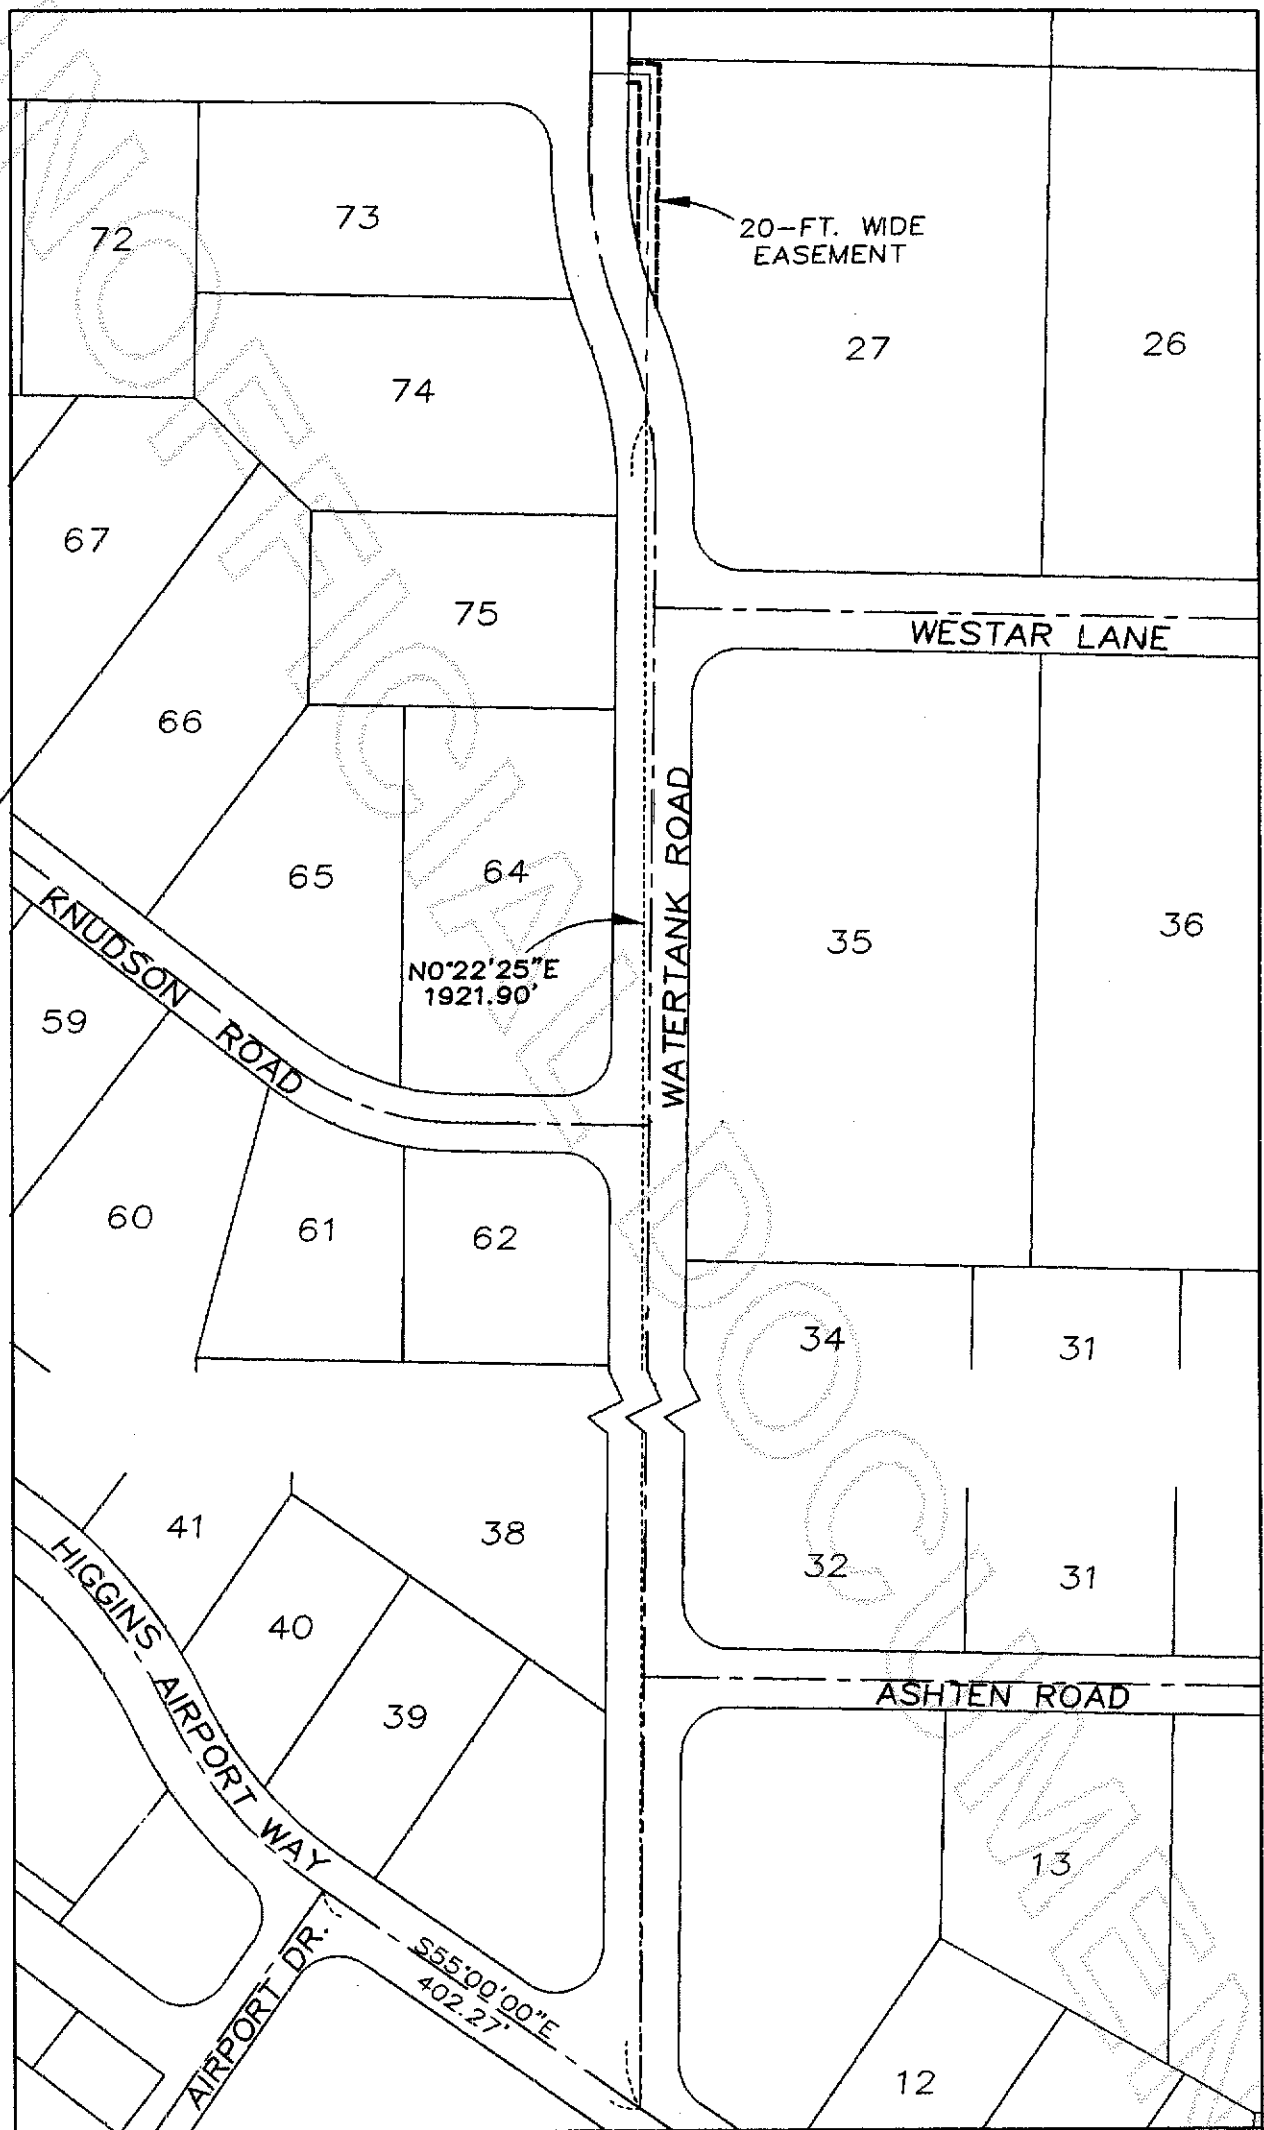 73
72
20-FT. WIDE
EASEMENT
27
26
74
67
75
WESTAR LANE
66
WATERTANK ROAD
65
64
35
36
KNUDSON ROAD
N0°22'25"E
1921.90'
59
60
61
62
34
31
41
38
32
31
HIGGINS AIRPORT WAY
40
39
ASHTEN ROAD
13
S55°00'00"E
402.27'
AIRPORT DR.
12
UNOFFICIAL DOCUMENT